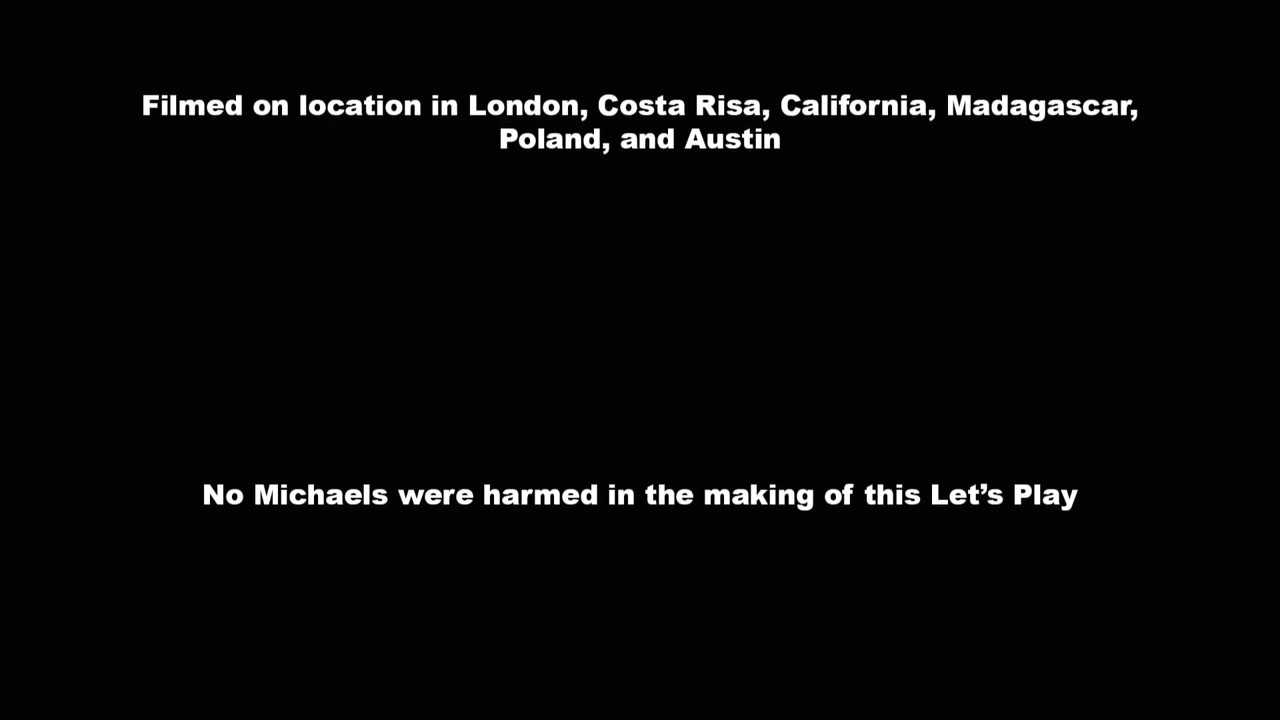 Filmed on location in London, Costa Risa, California, Madagascar,
Poland, and Austin
No Michaels were harmed in the making of this Let’s Play